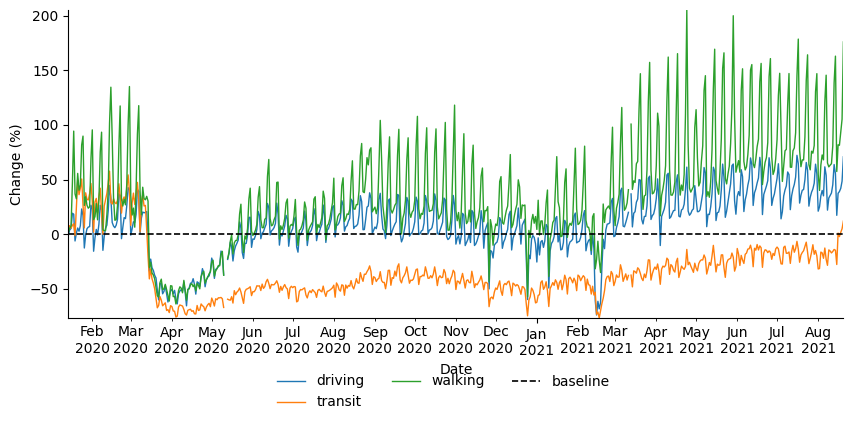 Change (%)
200
150
100
50
0
−50
Feb Mar Apr May Jun Jul Aug Sep Oct Nov Dec Jan Feb Mar Apr May Jun Jul Aug
2020 2020 2020 2020 2020 2020 2020 2020 2020 2020 2020 2021 2021 2021 2021 2021 2021 2021 2021
Date
driving walking baseline
transit